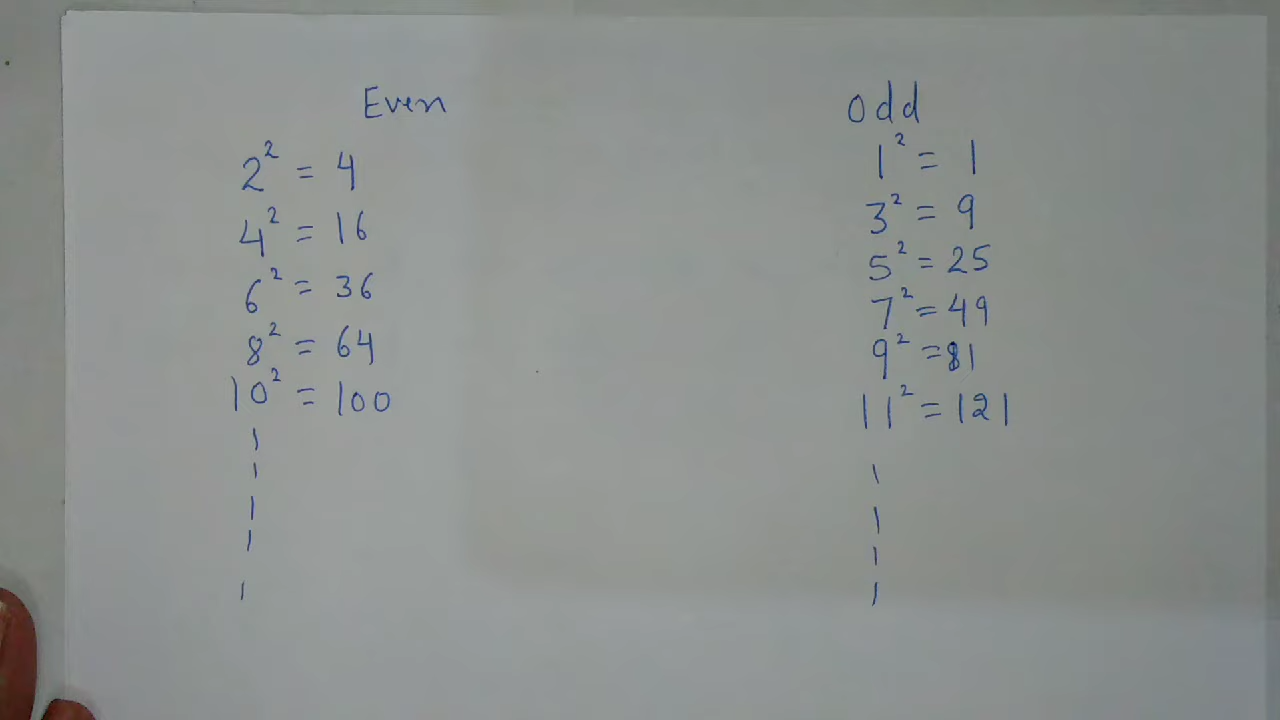 Even
2² = 4
4² = 16
6² = 36
8² = 64
10² = 100
Odd
1² = 1
3² = 9
5² = 25
7² = 49
9² = 81
11² = 121